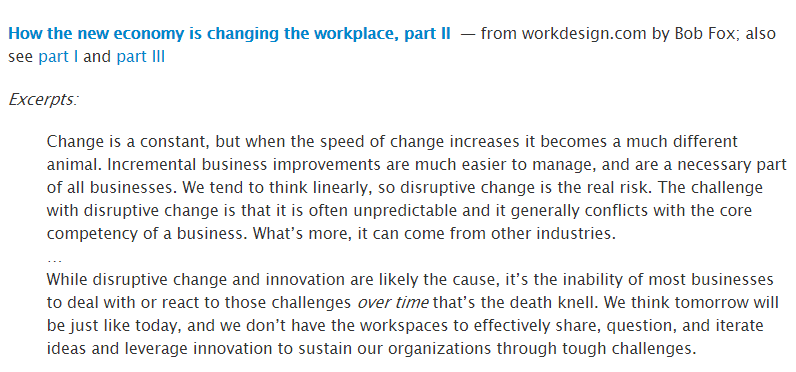 How the new economy is changing the workplace, part II — from workdesign.com by Bob Fox; also
see part I and part III
Excerpts:
Change is a constant, but when the speed of change increases it becomes a much different
animal. Incremental business improvements are much easier to manage, and are a necessary part
of all businesses. We tend to think linearly, so disruptive change is the real risk. The challenge
with disruptive change is that it is often unpredictable and it generally conflicts with the core
competency of a business. What’s more, it can come from other industries.
…
While disruptive change and innovation are likely the cause, it’s the inability of most businesses
to deal with or react to those challenges over time that’s the death knell. We think tomorrow will
be just like today, and we don’t have the workspaces to effectively share, question, and iterate
ideas and leverage innovation to sustain our organizations through tough challenges.